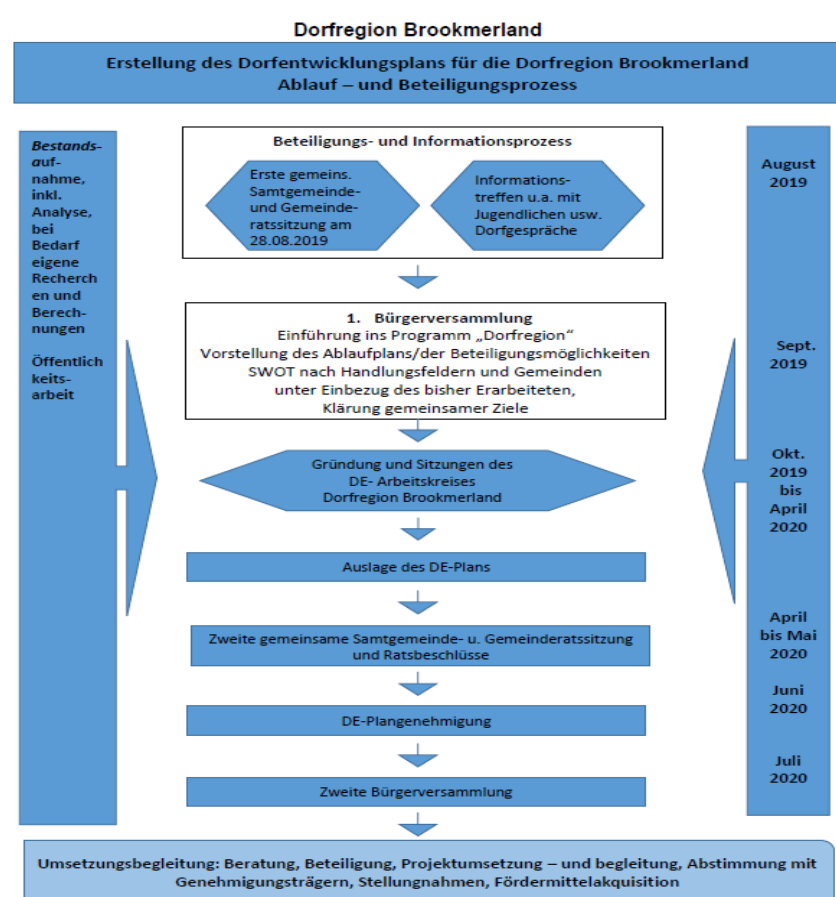 Dorfregion Brookmerland
Erstellung des Dorfentwicklungsplans für die Dorfregion Brookmerland
Ablauf – und Beteiligungsprozess
Bestands-
auf-
nahme,
inkl.
Analyse,
bei
Bedarf
eigene
Recherch
en und
Berech-
nungen
Öffentlich
keits-
arbeit
Beteiligungs- und Informationsprozess
Erste gemeins.
Samtgemeinde-
und Gemeinde-
ratssitzung am
28.08.2019
Informations-
treffen u.a. mit
Jugendlichen usw.
Dorfgespräche
1. Bürgerversammlung
Einführung ins Programm „Dorfregion“
Vorstellung des Ablaufplans/der Beteiligungsmöglichkeiten
SWOT nach Handlungsfeldern und Gemeinden
unter Einbezug des bisher Erarbeiteten,
Klärung gemeinsamer Ziele
Gründung und Sitzungen des
DE- Arbeitskreises
Dorfregion Brookmerland
Auslage des DE-Plans
Zweite gemeinsame Samtgemeinde- u. Gemeinderatssitzung
und Ratsbeschlüsse
DE-Plangenehmigung
Zweite Bürgerversammlung
August
2019
Sept.
2019
Okt.
2019
bis
April
2020
April
bis Mai
2020
Juni
2020
Juli
2020
Umsetzungsbegleitung: Beratung, Beteiligung, Projektumsetzung – und begleitung, Abstimmung mit
Genehmigungsträgern, Stellungnahmen, Fördermittelakquisition